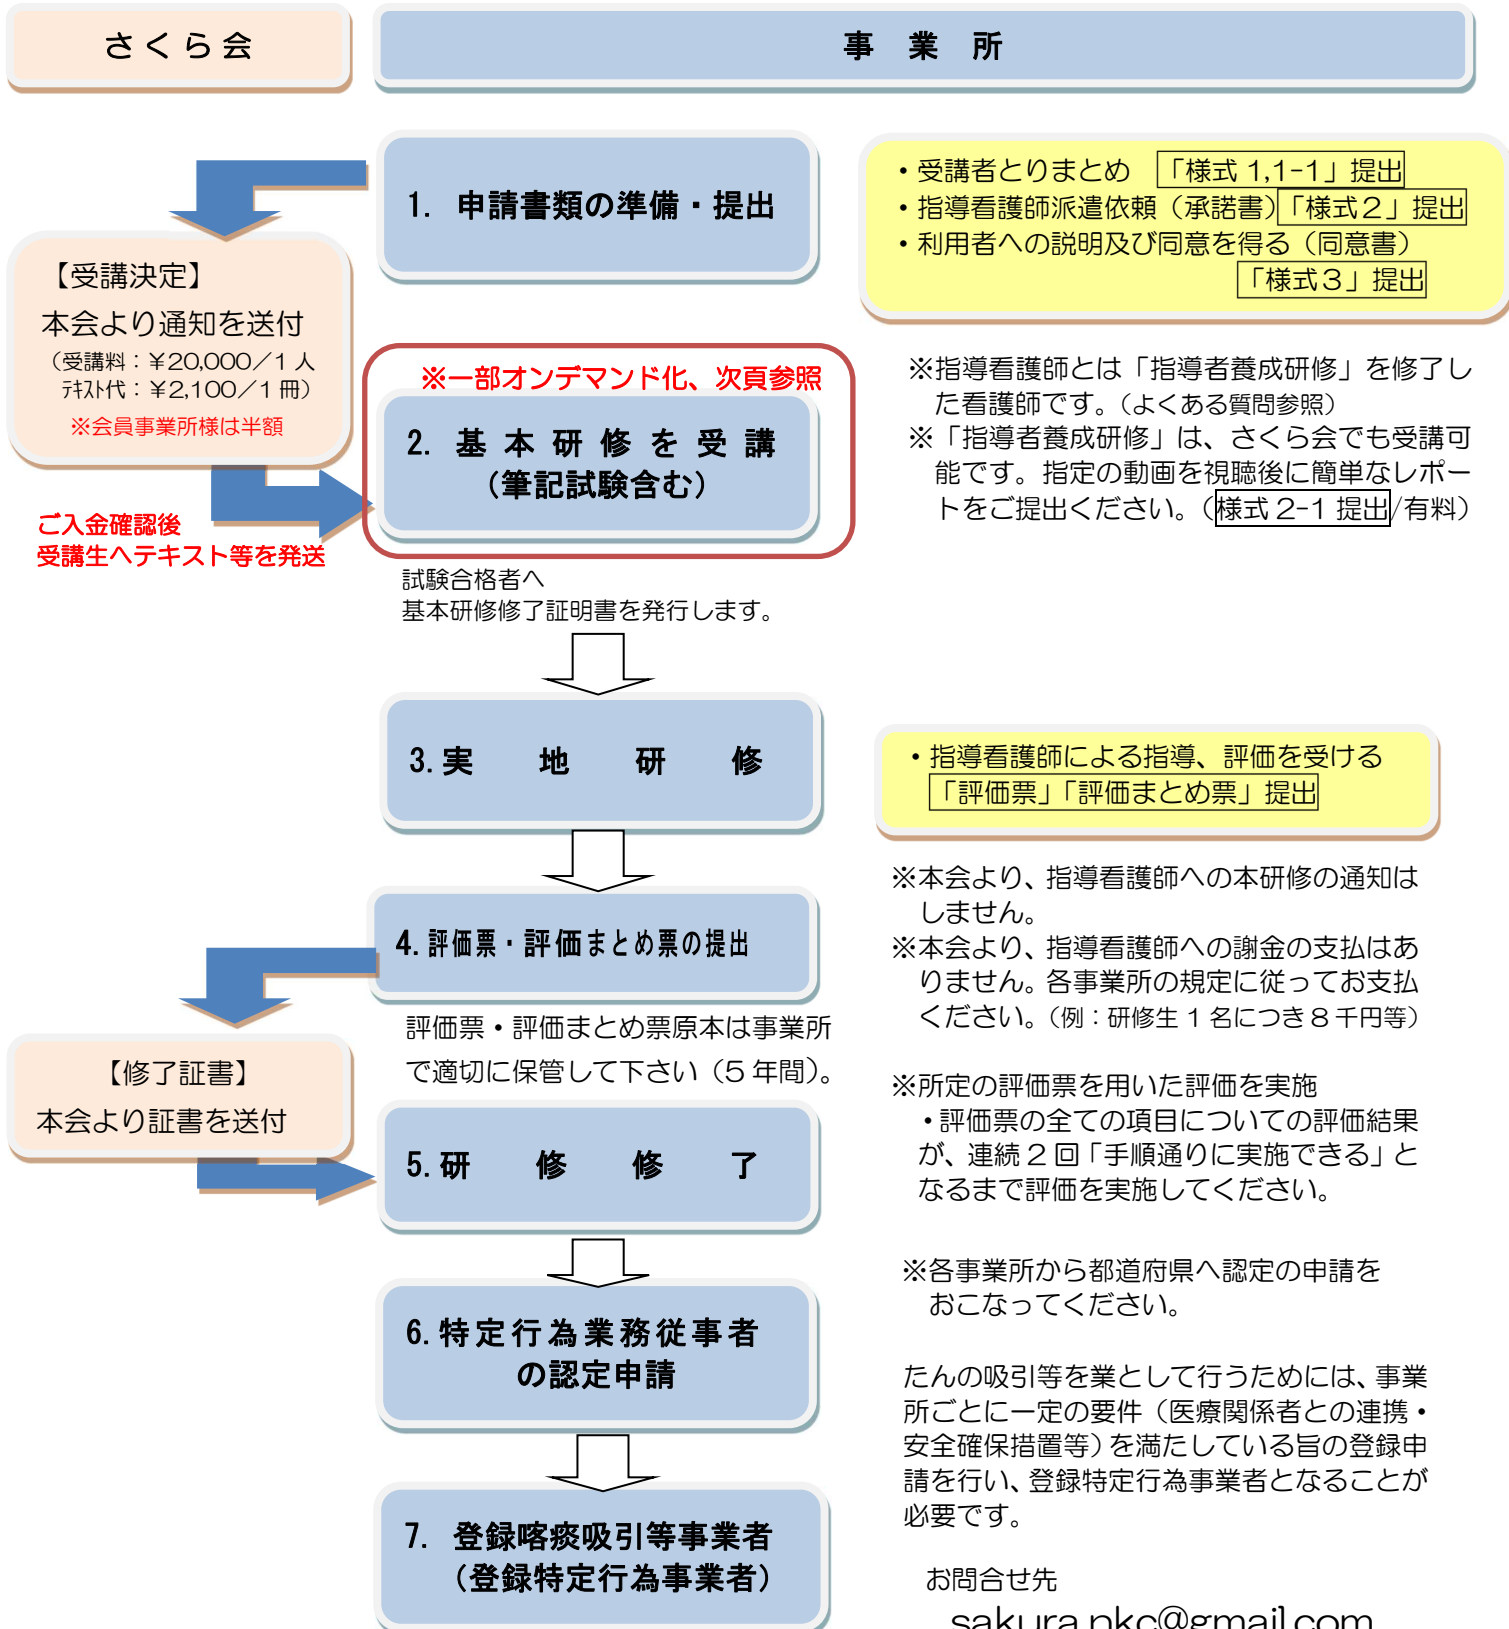 さくら会
事業所
1. 申請書類の準備・提出
・受講者とりまとめ 「様式 1,1-1」提出
・指導看護師派遣依頼（承諾書）「様式２」提出
・利用者への説明及び同意を得る（同意書）
「様式３」提出
【受講決定】
本会より通知を送付
（受講料：￥20,000／1 人
ﾃｷｽﾄ代：￥2,100／1 冊）
※会員事業所様は半額
※一部オンデマンド化、次頁参照
2. 基本研修を受講
（筆記試験含む）
※指導看護師とは「指導者養成研修」を修了し
た看護師です。（よくある質問参照）
※「指導者養成研修」は、さくら会でも受講可
能です。指定の動画を視聴後に簡単なレポー
トをご提出ください。（様式 2-1 提出/有料）
ご入金確認後
受講生へテキスト等を発送
試験合格者へ
基本研修修了証明書を発行します。
3. 実地研修
・指導看護師による指導、評価を受ける
「評価票」「評価まとめ票」提出
※本会より、指導看護師への本研修の通知は
しません。
※本会より、指導看護師への謝金の支払はあ
りません。各事業所の規定に従ってお支払
ください。（例：研修生 1 名につき８千円等）
4. 評価票・評価まとめ票の提出
評価票・評価まとめ票原本は事業所
で適切に保管して下さい（5 年間）。
【修了証書】
本会より証書を送付
※所定の評価票を用いた評価を実施
・評価票の全ての項目についての評価結果
が、連続 2 回「手順通りに実施できる」と
なるまで評価を実施してください。
5. 研修修了
※各事業所から都道府県へ認定の申請を
おこなってください。
6. 特定行為業務従事者
の認定申請
たんの吸引等を業として行うためには、事業
所ごとに一定の要件（医療関係者との連携・
安全確保措置等）を満たしている旨の登録申
請を行い、登録特定行為事業者となることが
必要です。
7. 登録喀痰吸引等事業者
（登録特定行為事業者）
お問合せ先
sakura.pkc@gmail.com